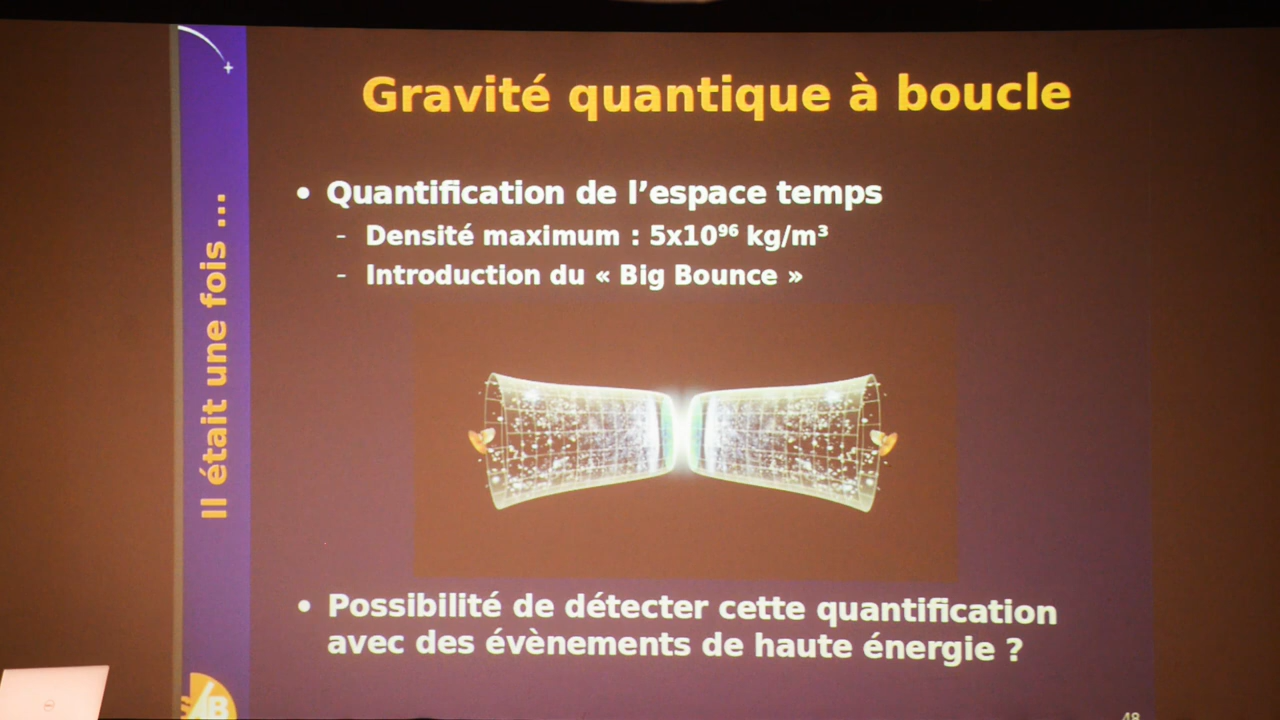 Gravité quantique à boucle
• Quantification de l’espace temps
- Densité maximum : 5x10⁹⁶ kg/m³
- Introduction du « Big Bounce »
• Possibilité de détecter cette quantification
avec des évènements de haute énergie ?
Il était une fois ...
48